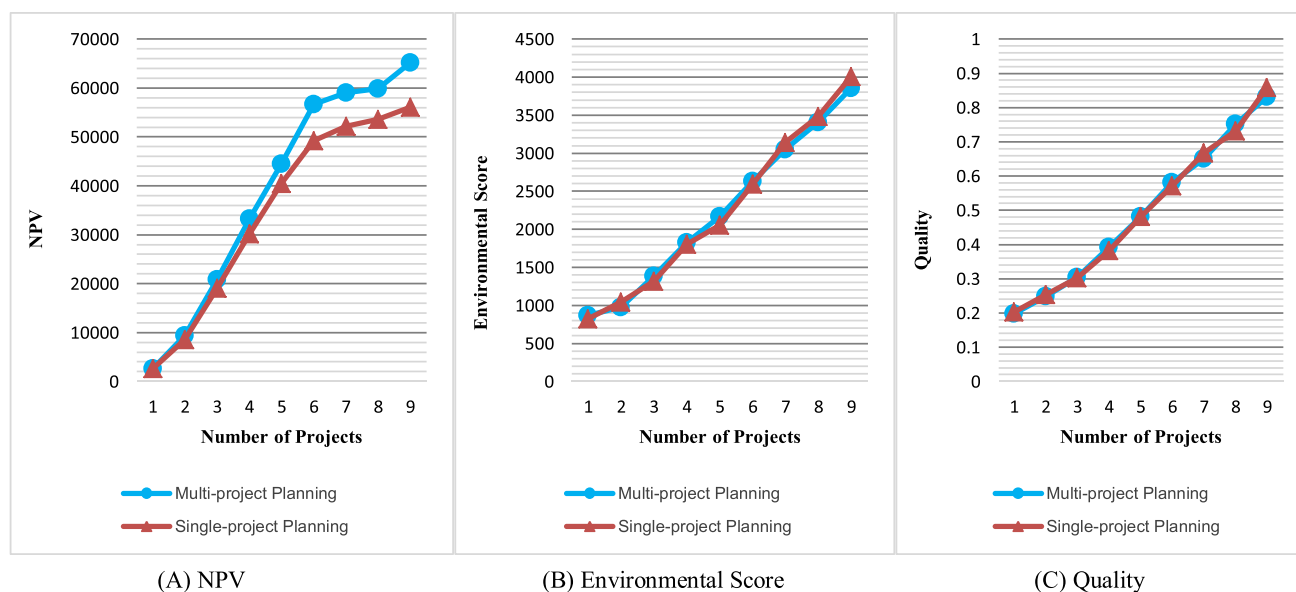 NPV
70000
60000
50000
40000
30000
20000
10000
0
1 2 3 4 5 6 7 8 9
Number of Projects
Multi-project Planning
Single-project Planning
(A) NPV
Environmental Score
4500
4000
3500
3000
2500
2000
1500
1000
500
0
1 2 3 4 5 6 7 8 9
Number of Projects
Multi-project Planning
Single-project Planning
(B) Environmental Score
Quality
1
0.9
0.8
0.7
0.6
0.5
0.4
0.3
0.2
0.1
0
1 2 3 4 5 6 7 8 9
Number of Projects
Multi-project Planning
Single-project Planning
(C) Quality